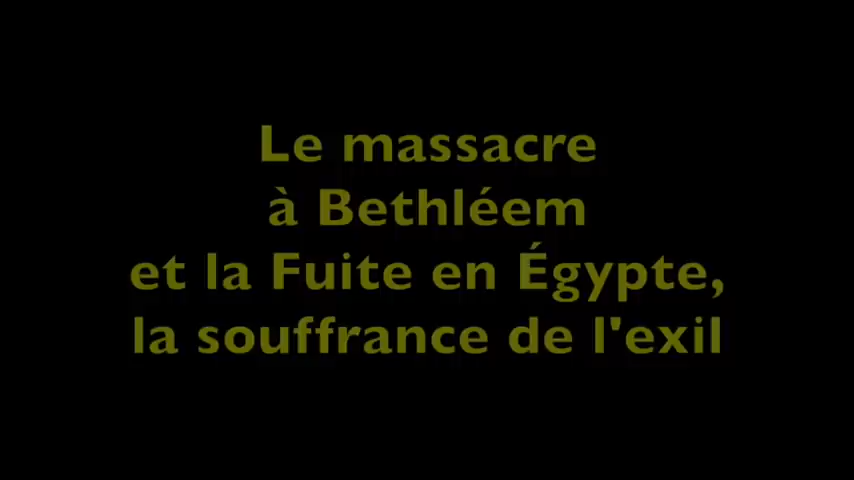 Le massacre
à Bethléem
et la Fuite en Égypte,
la souffrance de l'exil